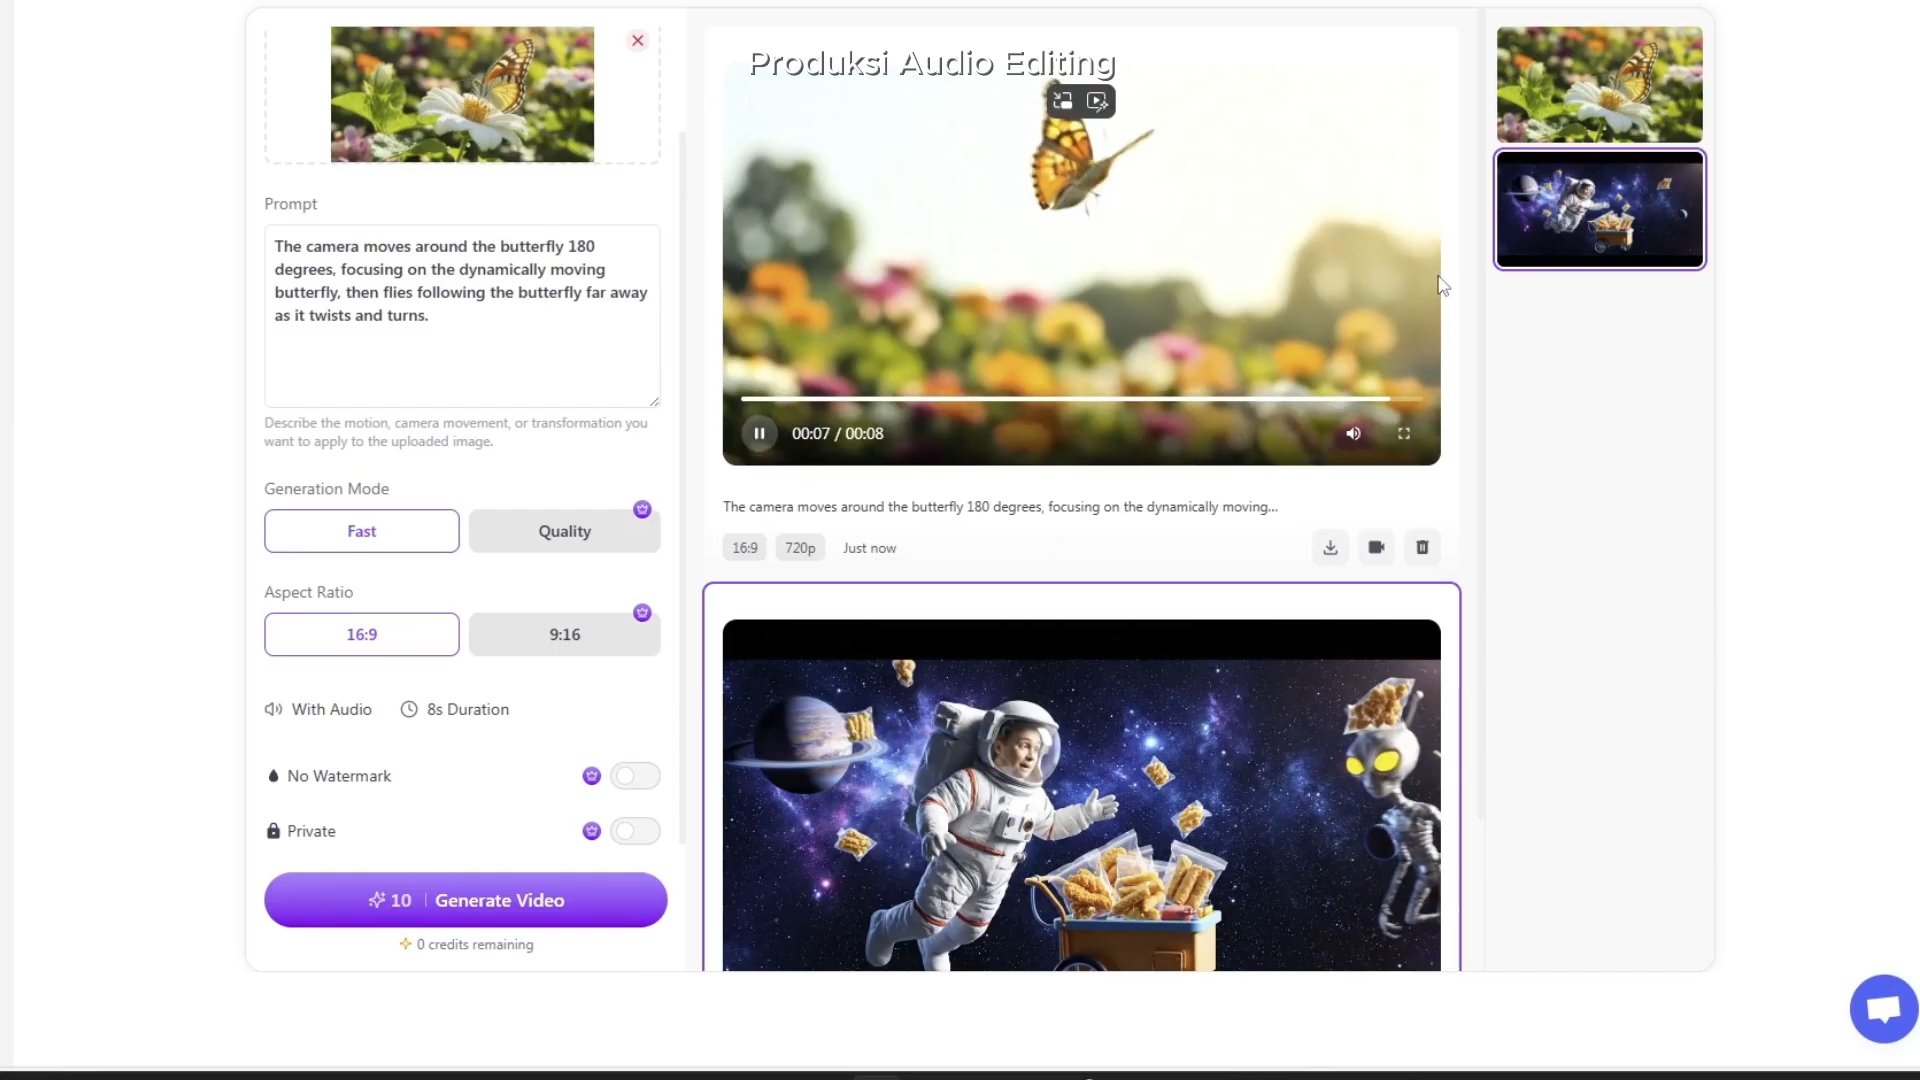 Produksi Audio Editing
Prompt
The camera moves around the butterfly 180
degrees, focusing on the dynamically moving
butterfly, then flies following the butterfly far away
as it twists and turns.
Describe the motion, camera movement, or transformation you
want to apply to the uploaded image.
Generation Mode
Fast
Quality
Aspect Ratio
16:9
9:16
With Audio
8s Duration
No Watermark
Private
10 | Generate Video
0 credits remaining
00:07 / 00:08
The camera moves around the butterfly 180 degrees, focusing on the dynamically moving...
16:9
720p
Just now